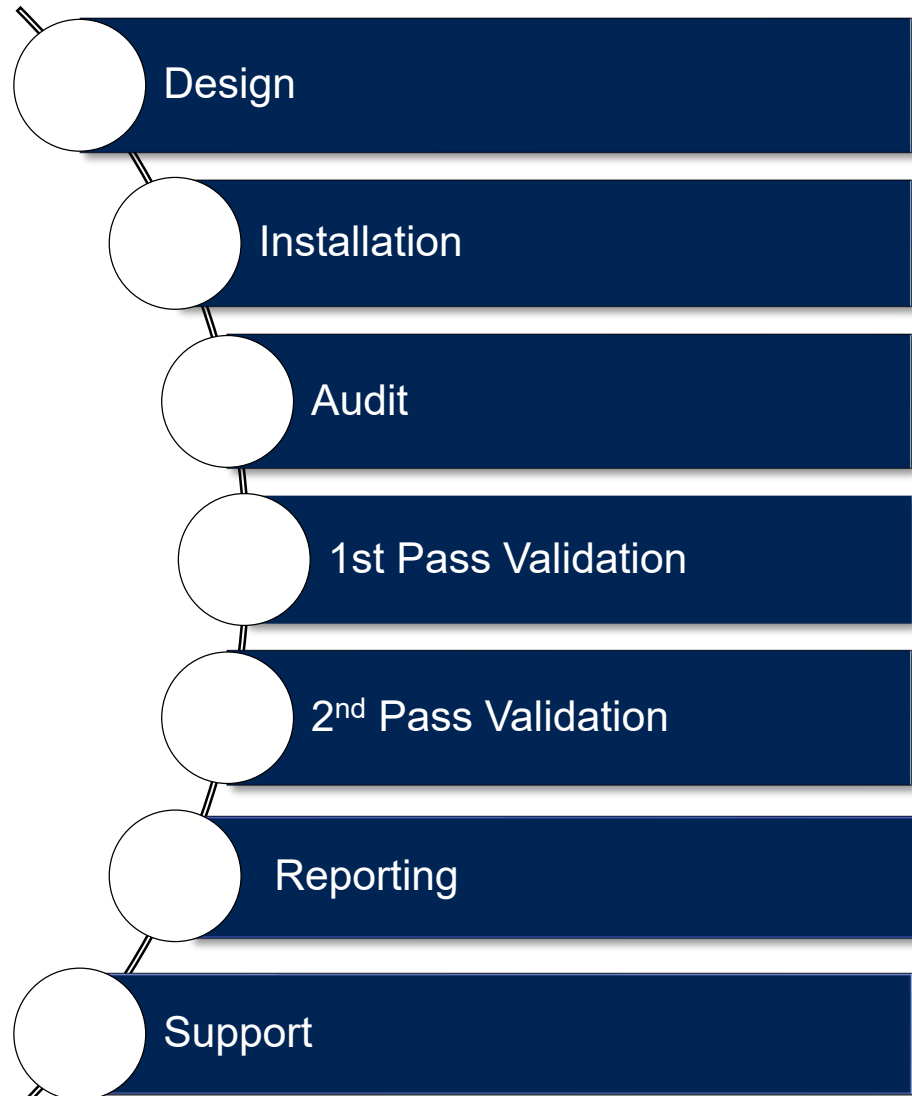 Design
Installation
Audit
1st Pass Validation
2nd Pass Validation
Reporting
Support